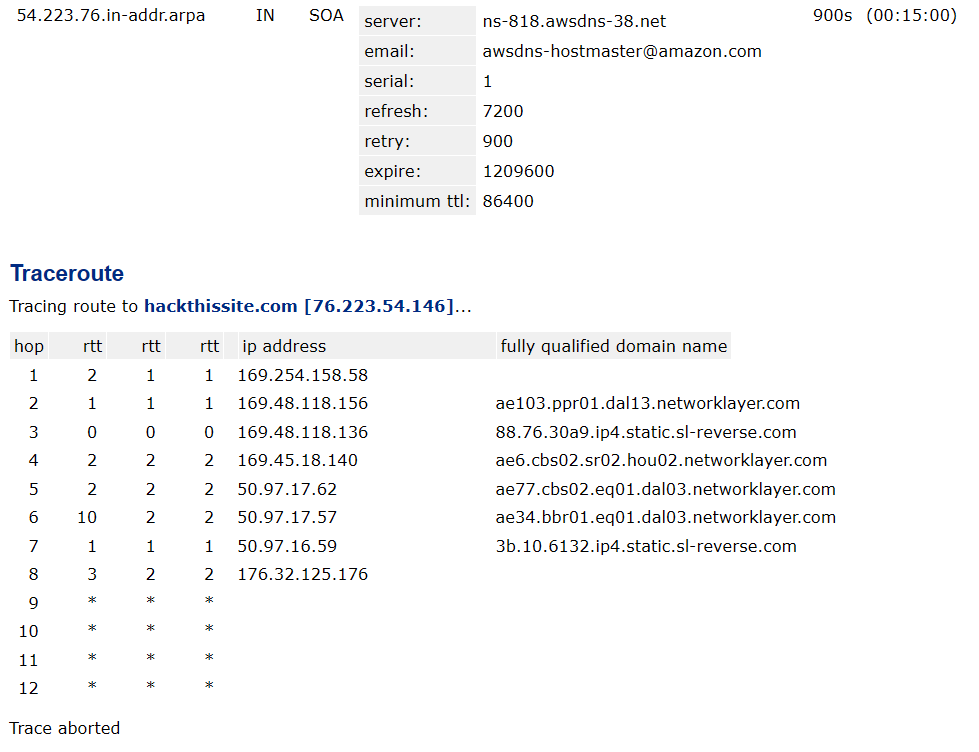 54.223.76.in-addr.arpa IN SOA server: ns-818.awsdns-38.net 900s (00:15:00)
email: awsdns-hostmaster@amazon.com
serial: 1
refresh: 7200
retry: 900
expire: 1209600
minimum ttl: 86400
Traceroute
Tracing route to hackthissite.com [76.223.54.146]...
hop rtt rtt rtt ip address fully qualified domain name
1 2 1 1 169.254.158.58
2 1 1 1 169.48.118.156 ae103.ppr01.dal13.networklayer.com
3 0 0 0 169.48.118.136 88.76.30a9.ip4.static.sl-reverse.com
4 2 2 2 169.45.18.140 ae6.cbs02.sr02.hou02.networklayer.com
5 2 2 2 50.97.17.62 ae77.cbs02.eq01.dal03.networklayer.com
6 10 2 2 50.97.17.57 ae34.bbr01.eq01.dal03.networklayer.com
7 1 1 1 50.97.16.59 3b.10.6132.ip4.static.sl-reverse.com
8 3 2 2 176.32.125.176
9 * * *
10 * * *
11 * * *
12 * * *
Trace aborted